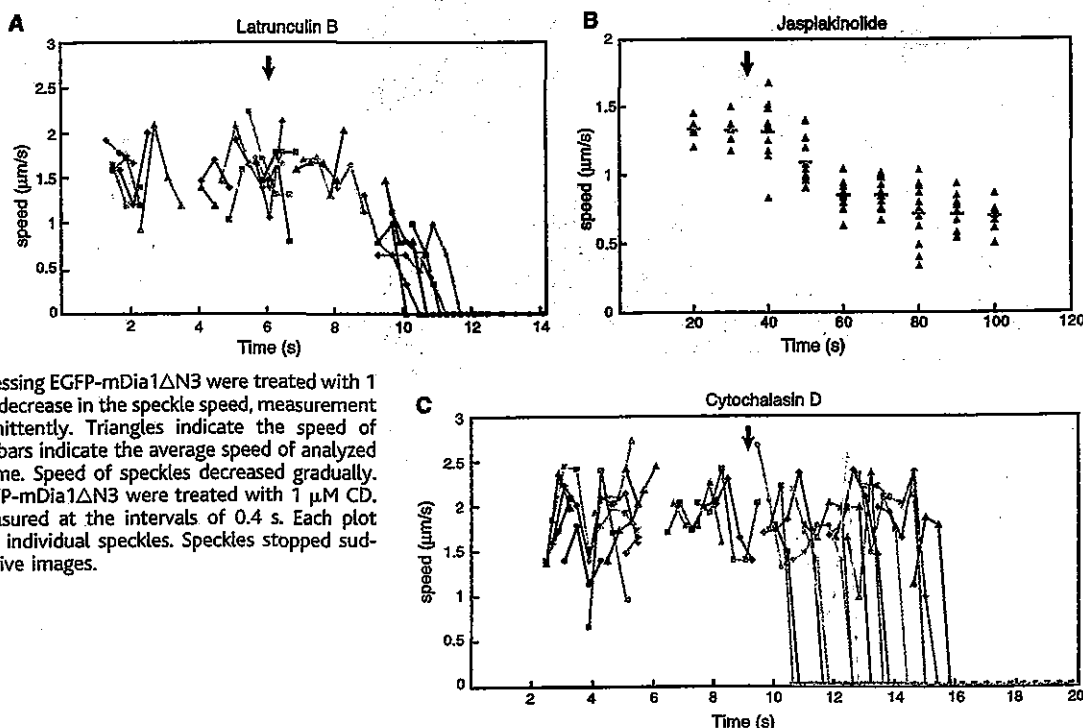 A
Latrunculin B
3
2.5
2
1.5
1
0.5
0
speed (µm/s)
2 4 6 8 10 12 14
Time (s)
B
Jasplakinolide
2
1.5
1
0.5
0
speed (µm/s)
20 40 60 80 100 120
Time (s)
essing EGFP-mDia1ΔN3 were treated with 1
decrease in the speckle speed, measurement
nittently. Triangles indicate the speed of
bars indicate the average speed of analyzed
me. Speed of speckles decreased gradually.
FP-mDia1ΔN3 were treated with 1 µM CD.
asured at the intervals of 0.4 s. Each plot
individual speckles. Speckles stopped sud-
ive images.
C
Cytochalasin D
3
2.5
2
1.5
1
0.5
0
speed (µm/s)
2 4 6 8 10 12 14 16 18 20
Time (s)